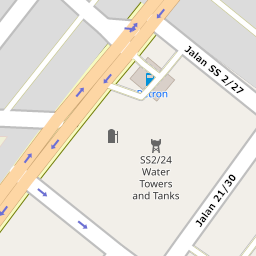 Jalan SS 2/27
Petron
SS2/24
Water
Towers
and Tanks
Jalan 21/30